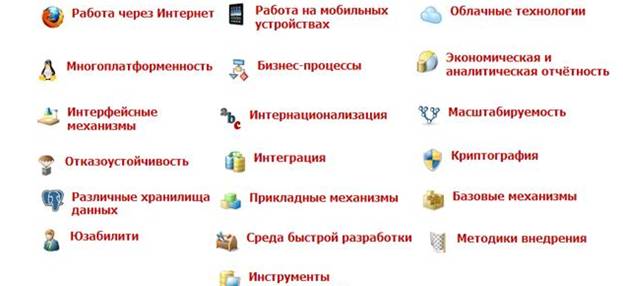 Работа через Интернет
Работа на мобильных
устройствах
Облачные технологии
Многоплатформенность
Бизнес-процессы
Экономическая и
аналитическая отчётность
Интерфейсные
механизмы
abc
Интернационализация
Масштабируемость
Отказоустойчивость
Интеграция
Криптография
Различные хранилища
данных
Прикладные механизмы
Базовые механизмы
Юзабилити
Среда быстрой разработки
Методики внедрения
Инструменты